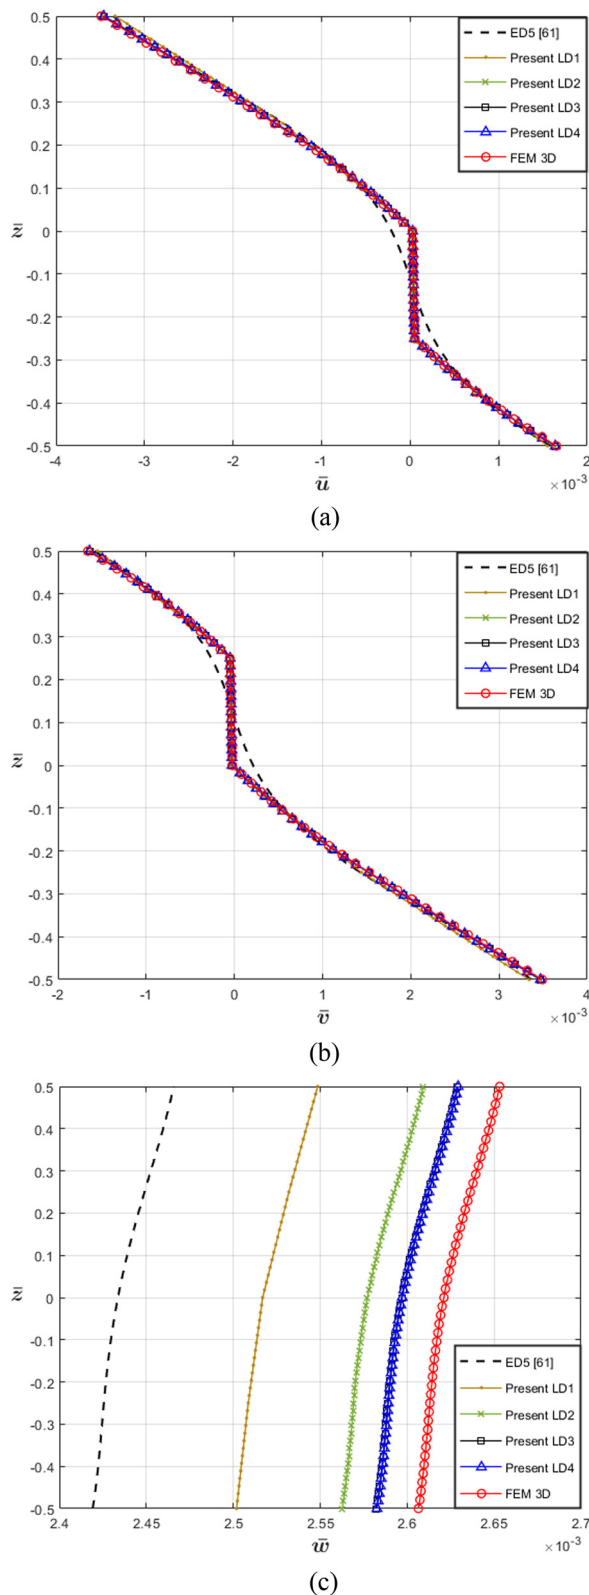 0.5
0.4
0.3
0.2
0.1
0
-0.1
-0.2
-0.3
-0.4
-0.5
z̄
ED5 [61]
Present LD1
Present LD2
Present LD3
Present LD4
FEM 3D
-4 -3 -2 -1 0 1 2
×10⁻³
ū
(a)
0.5
0.4
0.3
0.2
0.1
0
-0.1
-0.2
-0.3
-0.4
-0.5
z̄
ED5 [61]
Present LD1
Present LD2
Present LD3
Present LD4
FEM 3D
-2 -1 0 1 2 3 4
×10⁻³
v̄
(b)
0.5
0.4
0.3
0.2
0.1
0
-0.1
-0.2
-0.3
-0.4
-0.5
z̄
ED5 [61]
Present LD1
Present LD2
Present LD3
Present LD4
FEM 3D
2.4 2.45 2.5 2.55 2.6 2.65 2.7
×10⁻³
w̄
(c)